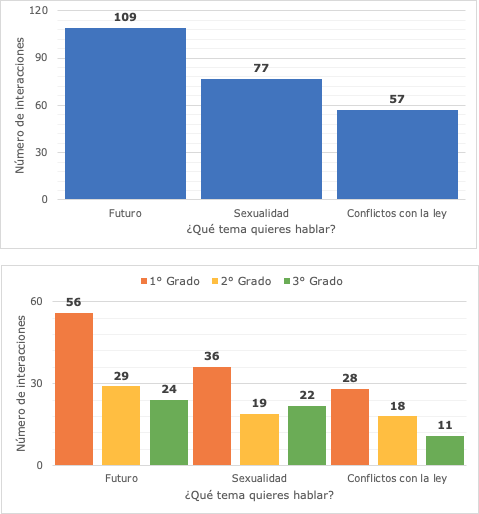 120
109
90
77
60
57
30
0
Número de interacciones
Futuro
Sexualidad
Conflictos con la ley
¿Qué tema quieres hablar?
1° Grado
2° Grado
3° Grado
60
56
36
30
29
28
24
22
19
18
11
0
Número de interacciones
Futuro
Sexualidad
Conflictos con la ley
¿Qué tema quieres hablar?